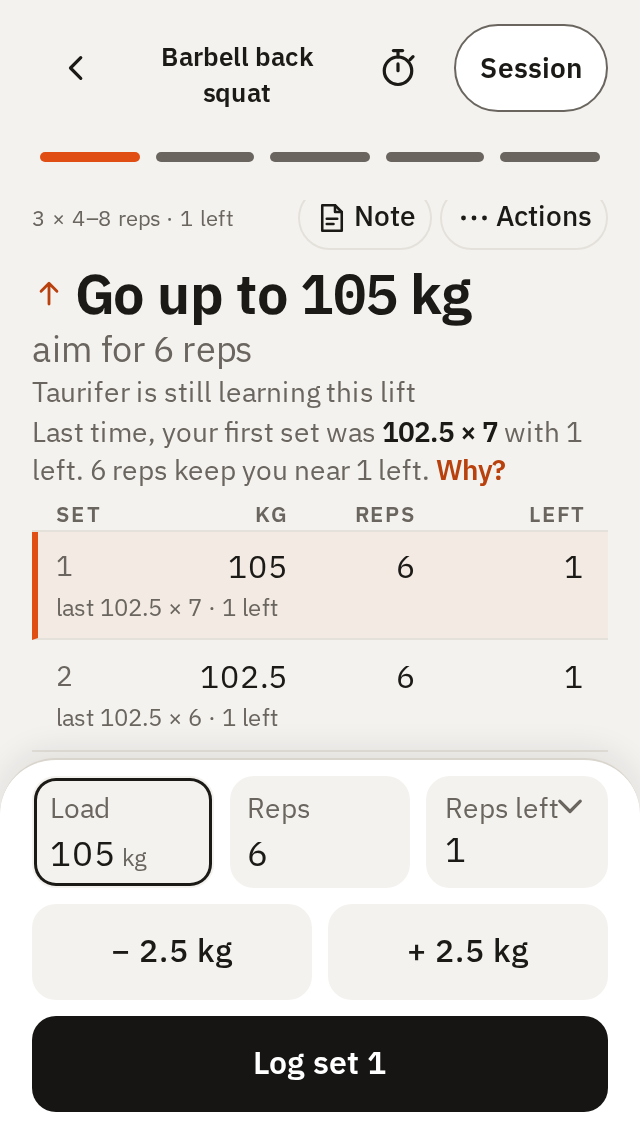 Barbell back
squat
Session
3 × 4–8 reps · 1 left
Note
Actions
↑ Go up to 105 kg
aim for 6 reps
Taurifer is still learning this lift
Last time, your first set was 102.5 × 7 with 1
left. 6 reps keep you near 1 left. Why?
SET KG REPS LEFT
1 105 6 1
last 102.5 × 7 · 1 left
2 102.5 6 1
last 102.5 × 6 · 1 left
Load Reps Reps left
105 kg 6 1
− 2.5 kg + 2.5 kg
Log set 1